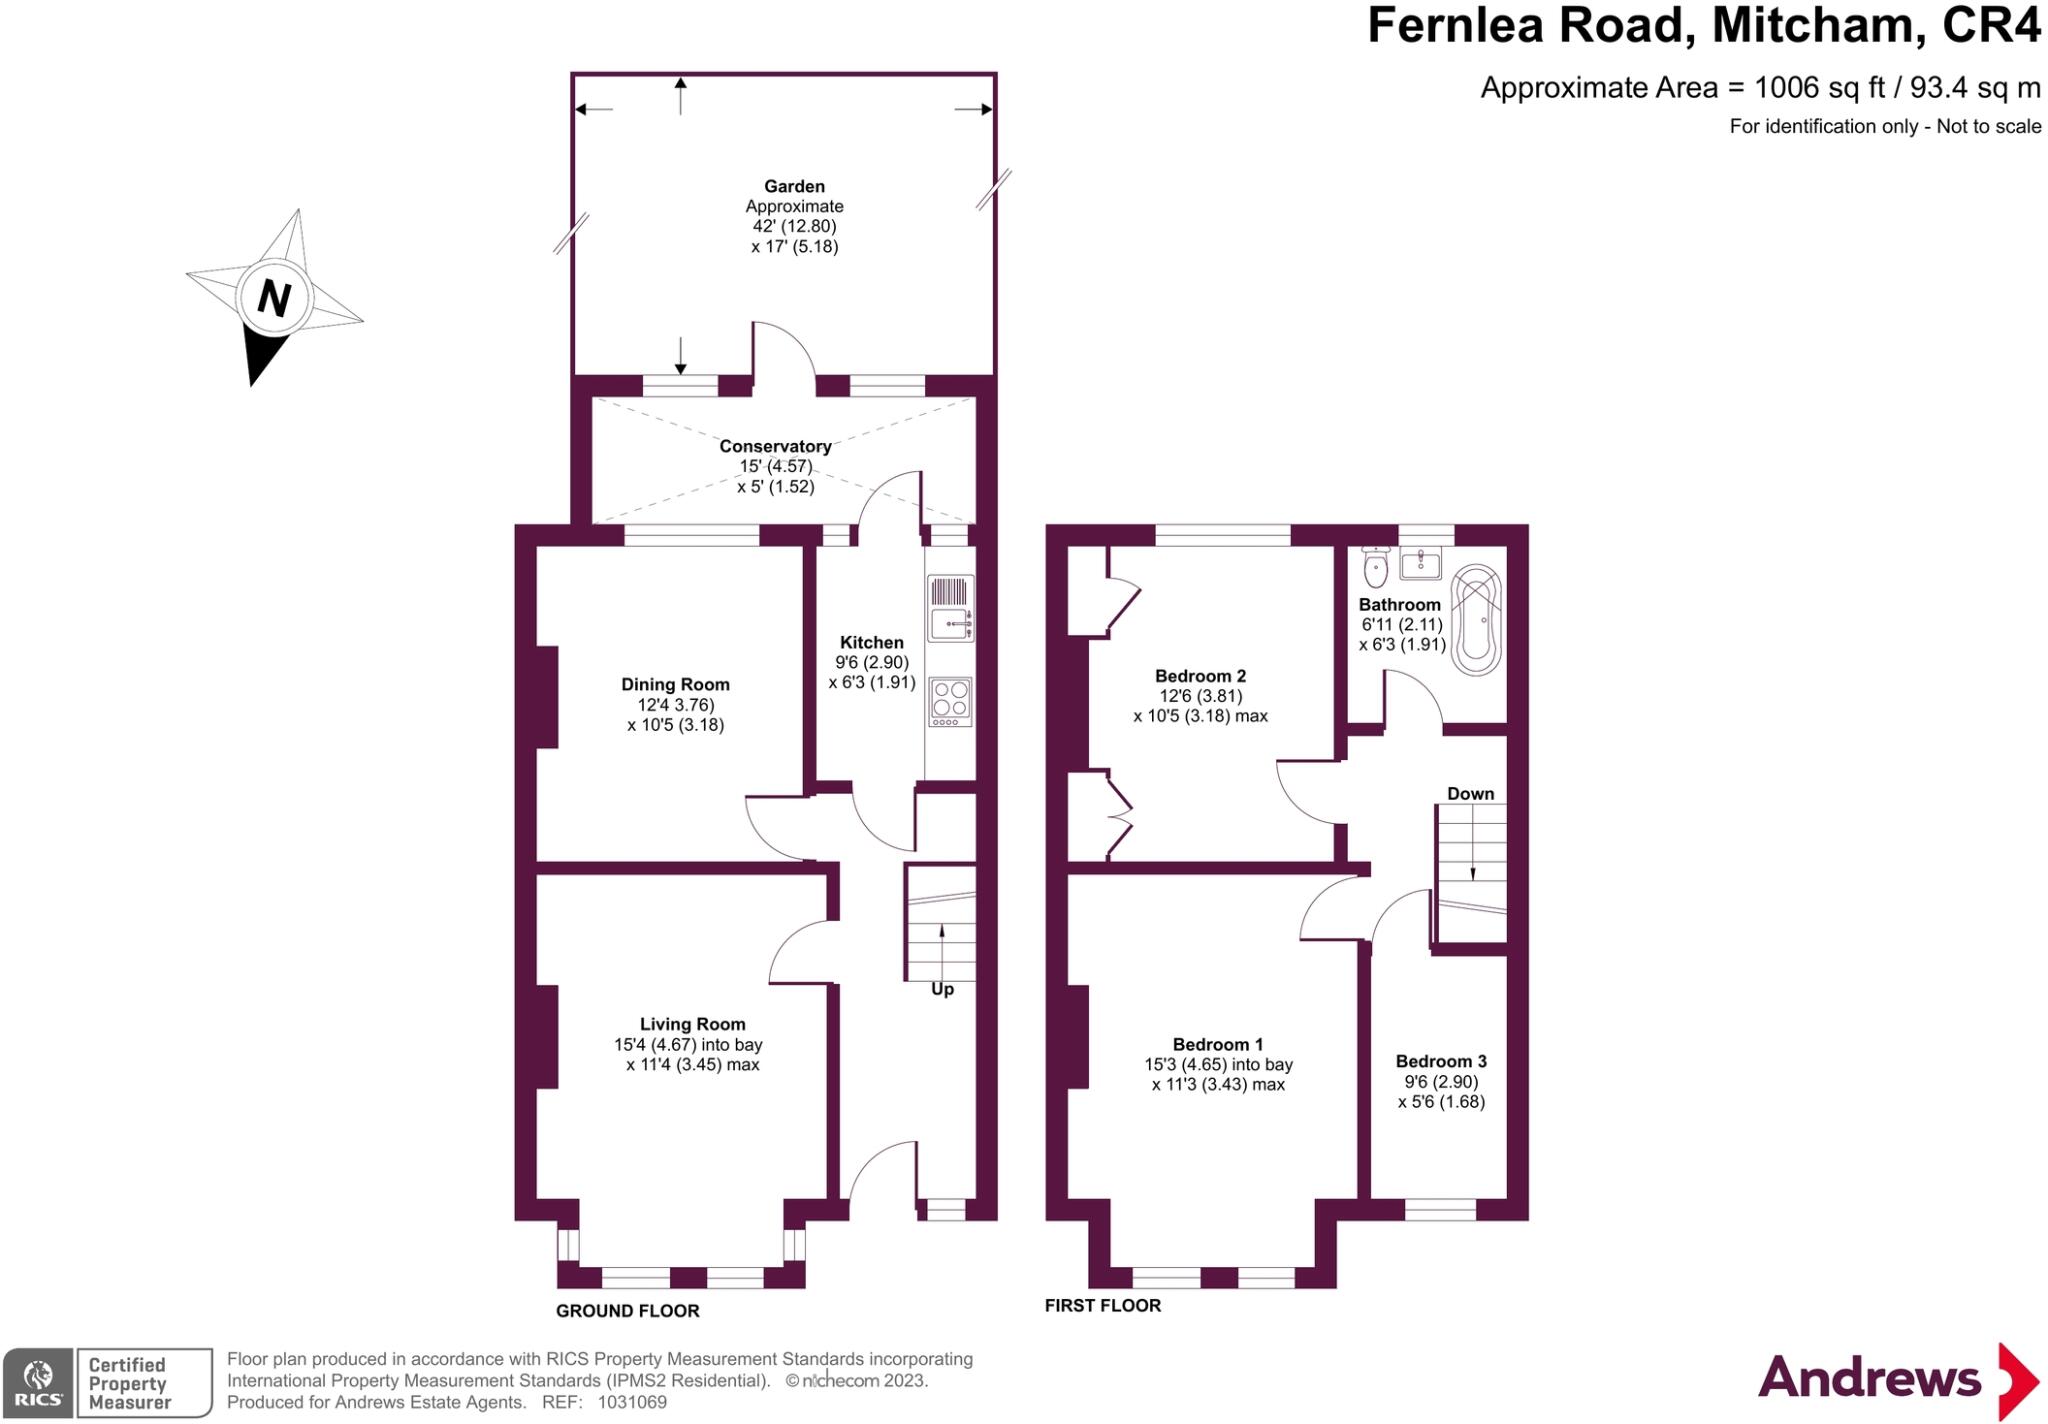 Fernlea Road, Mitcham, CR4
Approximate Area = 1006 sq ft / 93.4 sq m
For identification only - Not to scale
Garden
Approximate
42' (12.80)
x 17' (5.18)
N
Conservatory
15' (4.57)
x 5' (1.52)
Kitchen
9'6 (2.90)
x 6'3 (1.91)
Dining Room
12'4 3.76)
x 10'5 (3.18)
Up
Living Room
15'4 (4.67) into bay
x 11'4 (3.45) max
GROUND FLOOR
Bathroom
6'11 (2.11)
x 6'3 (1.91)
Bedroom 2
12'6 (3.81)
x 10'5 (3.18) max
Down
Bedroom 1
15'3 (4.65) into bay
x 11'3 (3.43) max
Bedroom 3
9'6 (2.90)
x 5'6 (1.68)
FIRST FLOOR
RICS
Certified
Property
Measurer
Floor plan produced in accordance with RICS Property Measurement Standards incorporating
International Property Measurement Standards (IPMS2 Residential). © nichecom 2023.
Produced for Andrews Estate Agents. REF: 1031069
Andrews